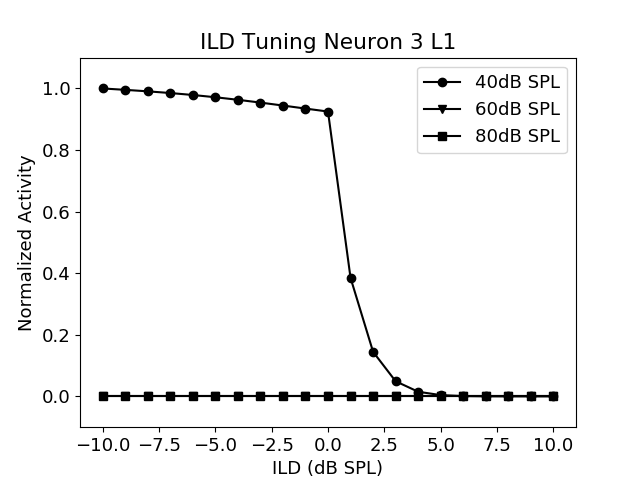 ILD Tuning Neuron 3 L1
40dB SPL
60dB SPL
80dB SPL
1.0
0.8
0.6
0.4
0.2
0.0
Normalized Activity
−10.0 −7.5 −5.0 −2.5 0.0 2.5 5.0 7.5 10.0
ILD (dB SPL)